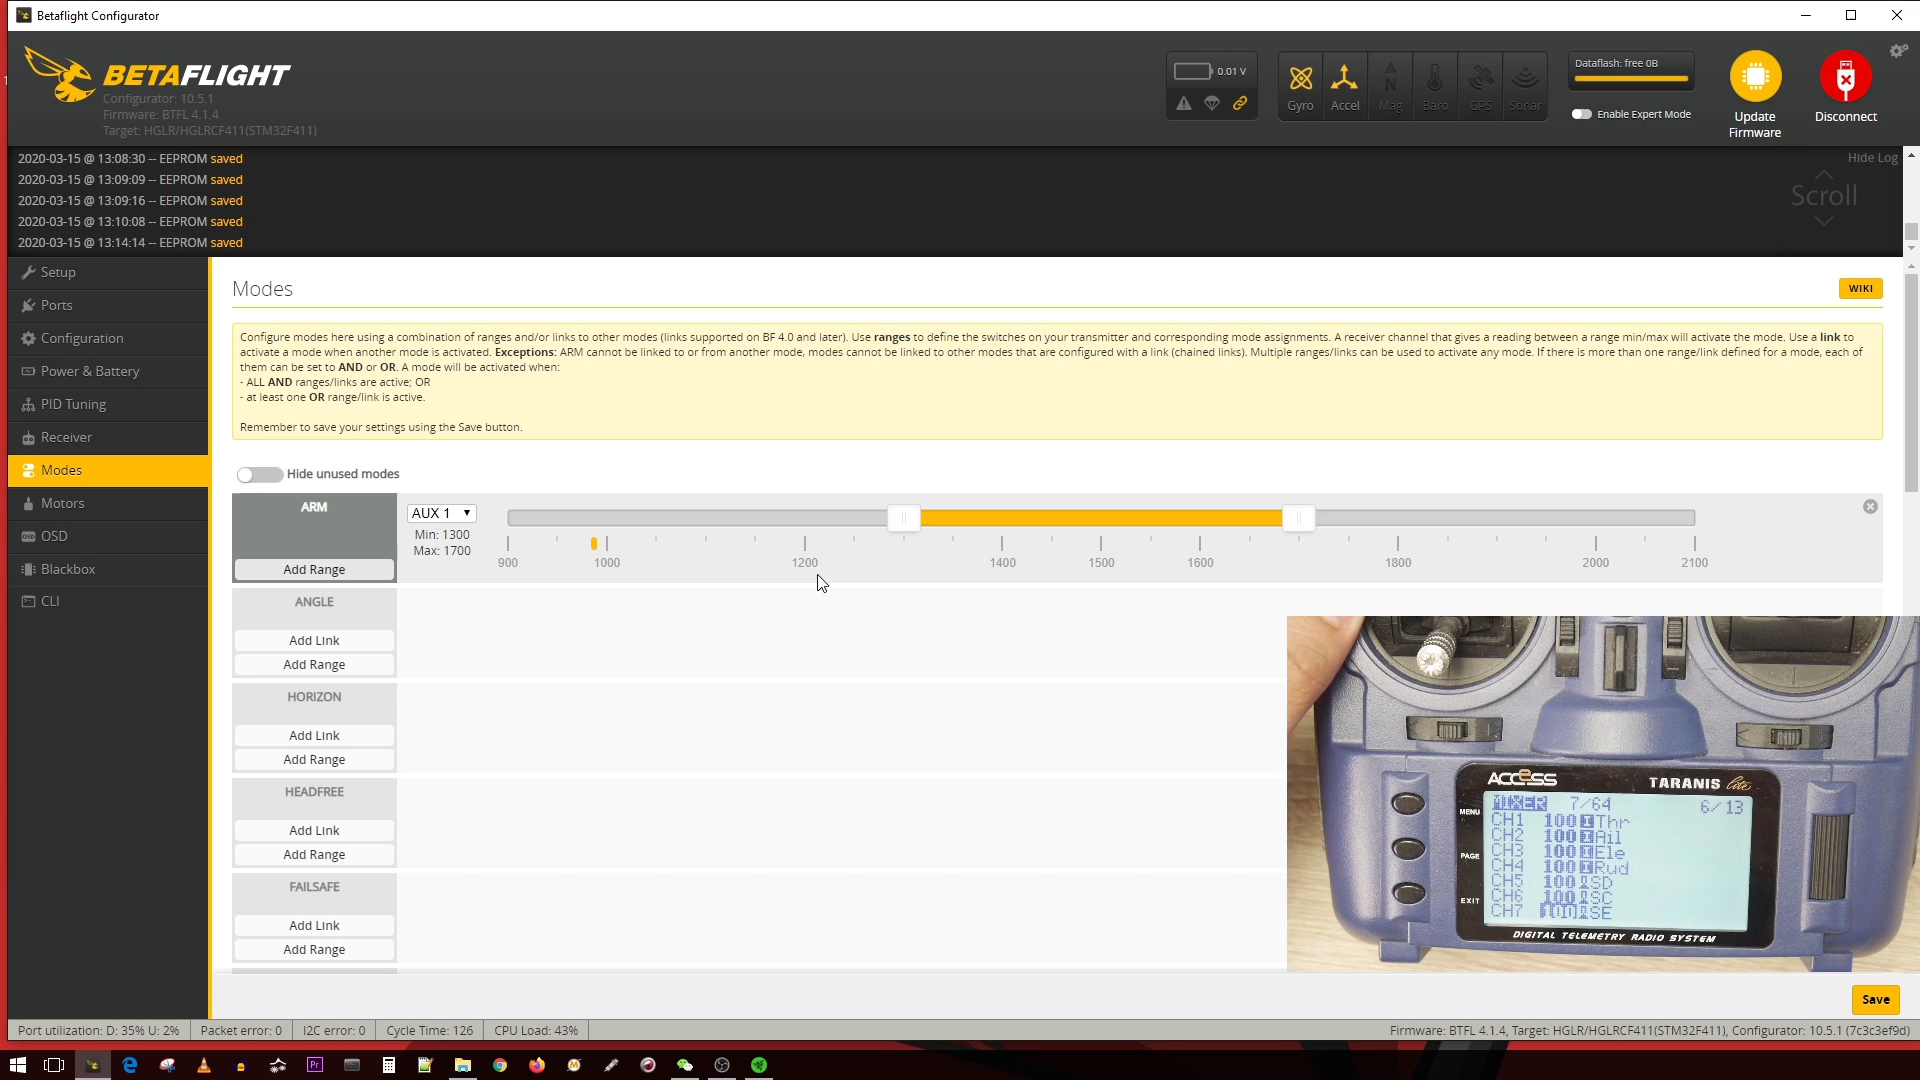 Betaflight Configurator
BETAFLIGHT
Configurator: 10.5.1
Firmware: BTFL 4.1.4
Target: HGLR/HGLRCF411(STM32F411)
0.01 V
Gyro
Accel
Mag
Baro
GPS
Sonar
Dataflash: free 0B
Enable Expert Mode
Update
Firmware
Disconnect
2020-03-15 @ 13:08:30 -- EEPROM saved
2020-03-15 @ 13:09:09 -- EEPROM saved
2020-03-15 @ 13:09:16 -- EEPROM saved
2020-03-15 @ 13:10:08 -- EEPROM saved
2020-03-15 @ 13:14:14 -- EEPROM saved
Hide Log
Scroll
Setup
Ports
Configuration
Power & Battery
PID Tuning
Receiver
Modes
Motors
OSD
Blackbox
CLI
Modes
WIKI
Configure modes here using a combination of ranges and/or links to other modes (links supported on BF 4.0 and later). Use ranges to define the switches on your transmitter and corresponding mode assignments. A receiver channel that gives a reading between a range min/max will activate the mode. Use a link to
activate a mode when another mode is activated. Exceptions: ARM cannot be linked to or from another mode, modes cannot be linked to other modes that are configured with a link (chained links). Multiple ranges/links can be used to activate any mode. If there is more than one range/link defined for a mode, each of
them can be set to AND or OR. A mode will be activated when:
- ALL AND ranges/links are active; OR
- at least one OR range/link is active.
Remember to save your settings using the Save button.
Hide unused modes
ARM
Add Range
AUX 1
Min: 1300
Max: 1700
900 1000 1200 1400 1500 1600 1800 2000 2100
ANGLE
Add Link
Add Range
HORIZON
Add Link
Add Range
HEADFREE
Add Link
Add Range
FAILSAFE
Add Link
Add Range
ACCESS
TARANIS lite
MENU
PAGE
EXIT
MIXER 7/64 6/13
CH1 100 Thr
CH2 100 Ail
CH3 100 Ele
CH4 100 Rud
CH5 100 SD
CH6 100 SC
CH7 SE
DIGITAL TELEMETRY RADIO SYSTEM
Save
Port utilization: D: 35% U: 2%
Packet error: 0
I2C error: 0
Cycle Time: 126
CPU Load: 43%
Firmware: BTFL 4.1.4, Target: HGLR/HGLRCF411(STM32F411), Configurator: 10.5.1 (7c3c3ef9d)
Pr